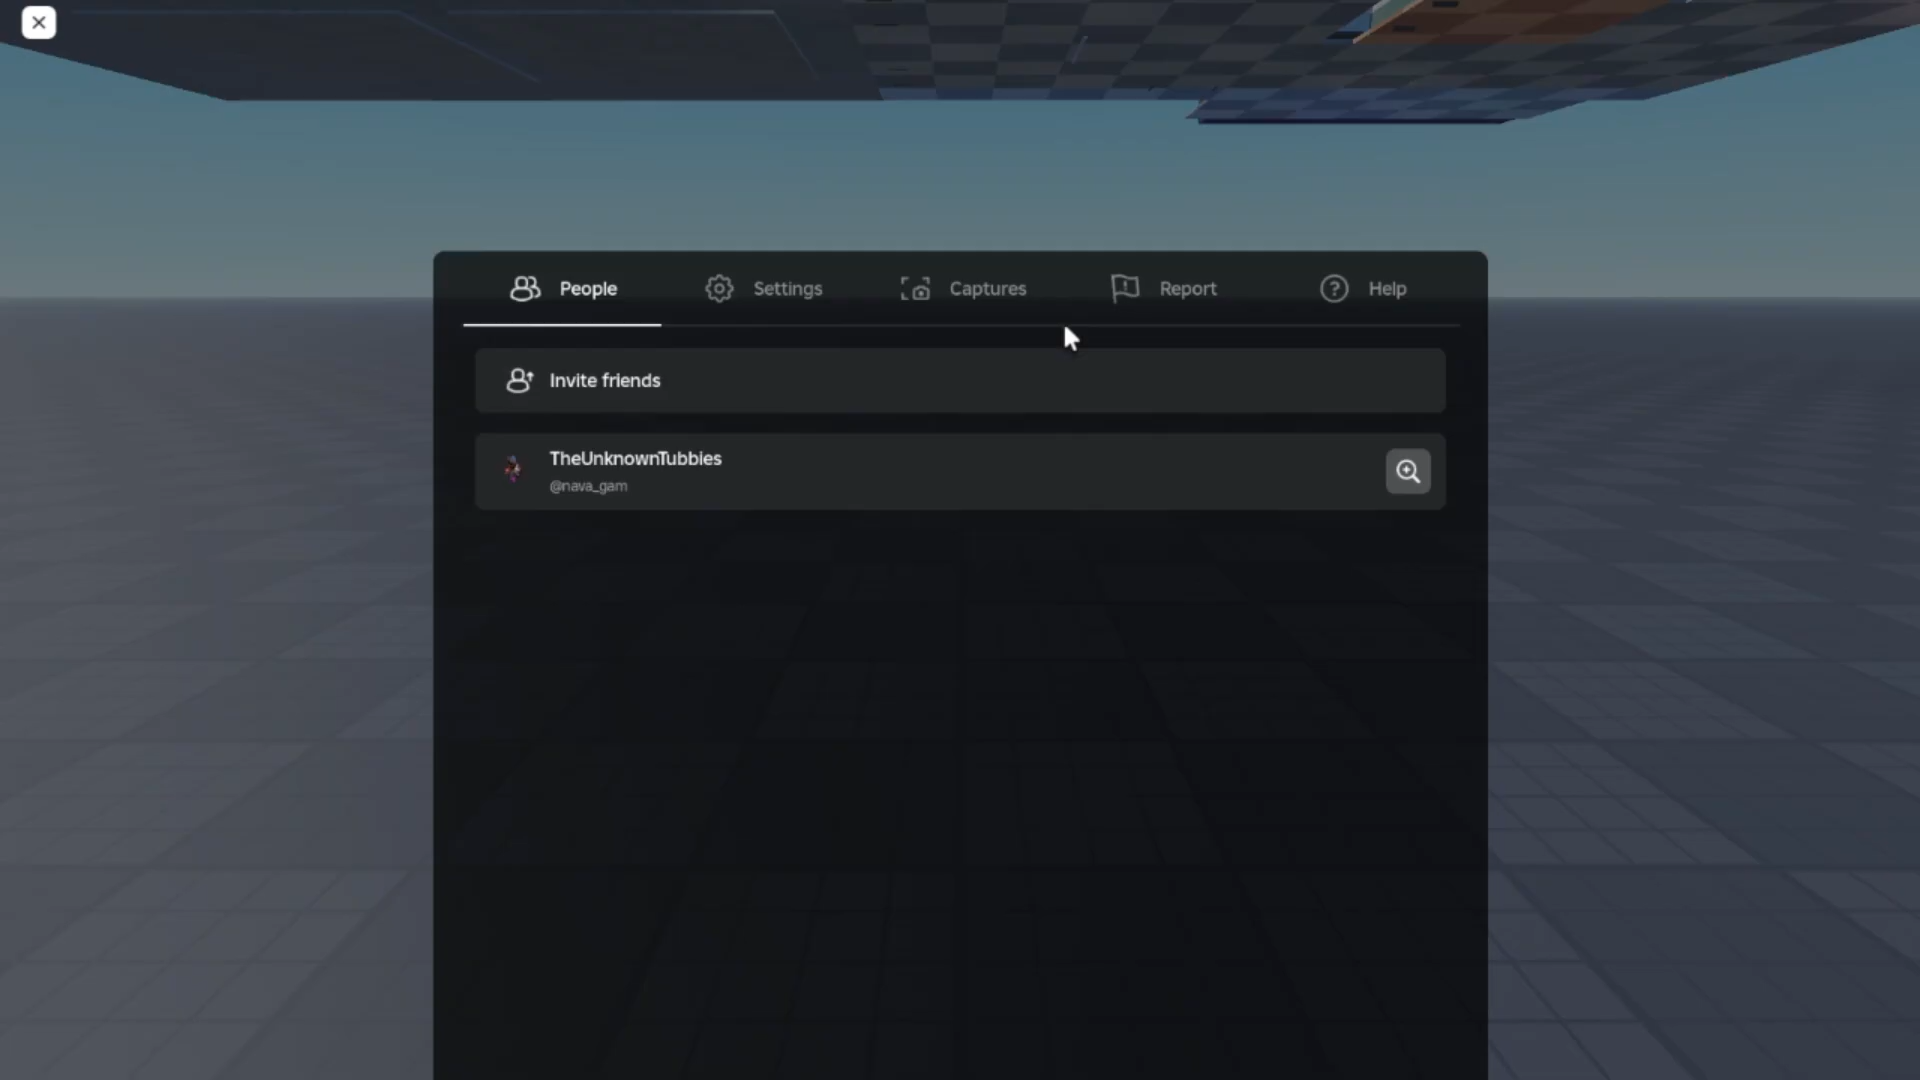 People
Settings
Captures
Report
Help
Invite friends
TheUnknownTubbies
@nava_gam